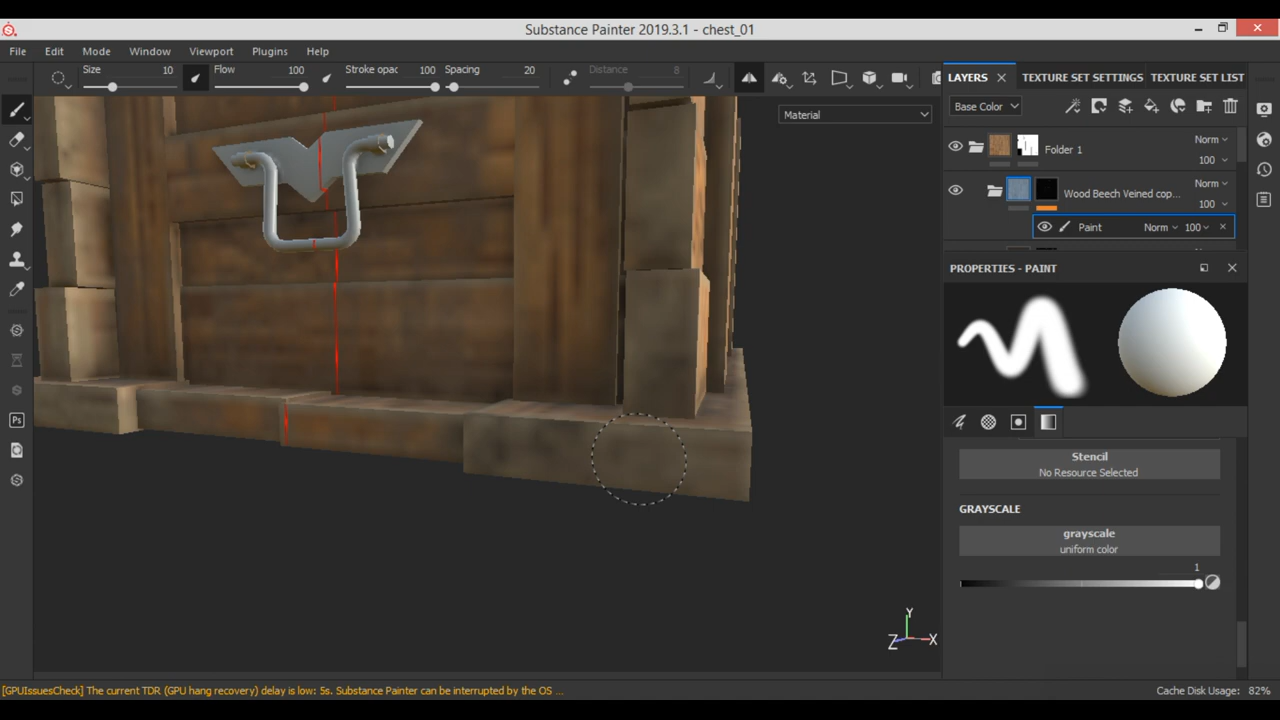 Substance Painter 2019.3.1 - chest_01
File Edit Mode Window Viewport Plugins Help
Size 10 Flow 100 Stroke opac 100 Spacing 20 Distance 8
LAYERS TEXTURE SET SETTINGS TEXTURE SET LIST
Material
Base Color
Norm
Folder 1
100
Norm
Wood Beech Veined cop...
100
Paint Norm 100
PROPERTIES - PAINT
Ps
Stencil
No Resource Selected
GRAYSCALE
grayscale
uniform color
1
Y
Z X
[GPUIssuesCheck] The current TDR (GPU hang recovery) delay is low: 5s. Substance Painter can be interrupted by the OS ...
Cache Disk Usage: 82%